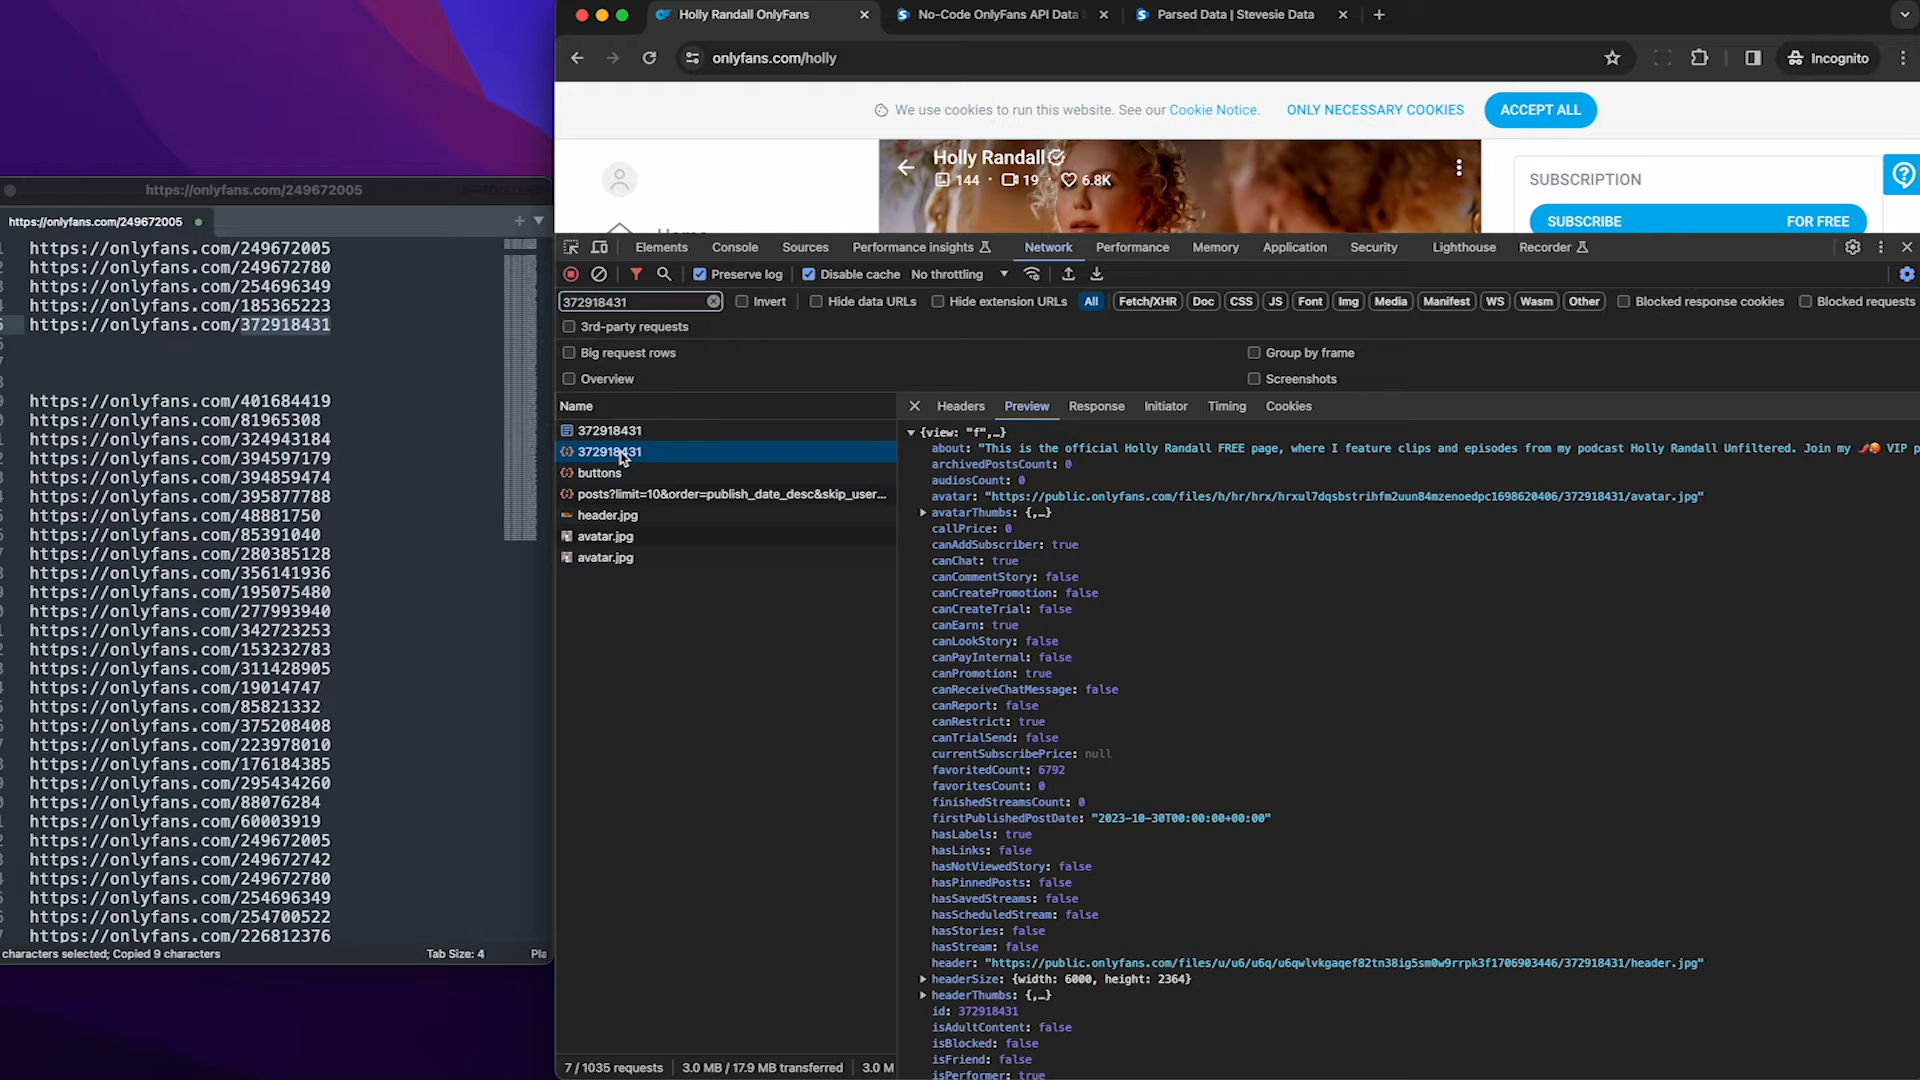 Holly Randall OnlyFans
No-Code OnlyFans API Data
Parsed Data | Stevesie Data
onlyfans.com/holly
Incognito
We use cookies to run this website. See our Cookie Notice.
ONLY NECESSARY COOKIES
ACCEPT ALL
Holly Randall
144 · 19 · 6.8K
SUBSCRIPTION
SUBSCRIBE FOR FREE
https://onlyfans.com/249672005
https://onlyfans.com/249672005
https://onlyfans.com/249672005
https://onlyfans.com/249672780
https://onlyfans.com/254696349
https://onlyfans.com/185365223
https://onlyfans.com/372918431
https://onlyfans.com/401684419
https://onlyfans.com/81965308
https://onlyfans.com/324943184
https://onlyfans.com/394597179
https://onlyfans.com/394859474
https://onlyfans.com/395877788
https://onlyfans.com/48881750
https://onlyfans.com/85391040
https://onlyfans.com/280385128
https://onlyfans.com/356141936
https://onlyfans.com/195075480
https://onlyfans.com/277993940
https://onlyfans.com/342723253
https://onlyfans.com/153232783
https://onlyfans.com/311428905
https://onlyfans.com/19014747
https://onlyfans.com/85821332
https://onlyfans.com/375208408
https://onlyfans.com/223978010
https://onlyfans.com/176184385
https://onlyfans.com/295434260
https://onlyfans.com/88076284
https://onlyfans.com/60003919
https://onlyfans.com/249672005
https://onlyfans.com/249672742
https://onlyfans.com/249672780
https://onlyfans.com/254696349
https://onlyfans.com/254700522
https://onlyfans.com/226812376
characters selected; Copied 9 characters
Tab Size: 4
Pla
Elements Console Sources Performance insights Network Performance Memory Application Security Lighthouse Recorder
Preserve log Disable cache No throttling
372918431 Invert Hide data URLs Hide extension URLs All Fetch/XHR Doc CSS JS Font Img Media Manifest WS Wasm Other Blocked response cookies Blocked requests
3rd-party requests
Big request rows Group by frame
Overview Screenshots
Name
372918431
372918431
buttons
posts?limit=10&order=publish_date_desc&skip_user...
header.jpg
avatar.jpg
avatar.jpg
7 / 1035 requests 3.0 MB / 17.9 MB transferred 3.0 M
Headers Preview Response Initiator Timing Cookies
{view: "f",…}
about: "This is the official Holly Randall FREE page, where I feature clips and episodes from my podcast Holly Randall Unfiltered. Join my 🌶️🥵 VIP p
archivedPostsCount: 0
audiosCount: 0
avatar: "https://public.onlyfans.com/files/h/hr/hrx/hrxul7dqsbstrihfm2uun84mzenoedpc1698620406/372918431/avatar.jpg"
avatarThumbs: {,…}
callPrice: 0
canAddSubscriber: true
canChat: true
canCommentStory: false
canCreatePromotion: false
canCreateTrial: false
canEarn: true
canLookStory: false
canPayInternal: false
canPromotion: true
canReceiveChatMessage: false
canReport: false
canRestrict: true
canTrialSend: false
currentSubscribePrice: null
favoritedCount: 6792
favoritesCount: 0
finishedStreamsCount: 0
firstPublishedPostDate: "2023-10-30T00:00:00+00:00"
hasLabels: true
hasLinks: false
hasNotViewedStory: false
hasPinnedPosts: false
hasSavedStreams: false
hasScheduledStream: false
hasStories: false
hasStream: false
header: "https://public.onlyfans.com/files/u/u6/u6q/u6qwlvkgaqef82tn38ig5sm0w9rrpk3f1706903446/372918431/header.jpg"
headerSize: {width: 6000, height: 2364}
headerThumbs: {,…}
id: 372918431
isAdultContent: false
isBlocked: false
isFriend: false
isPerformer: true